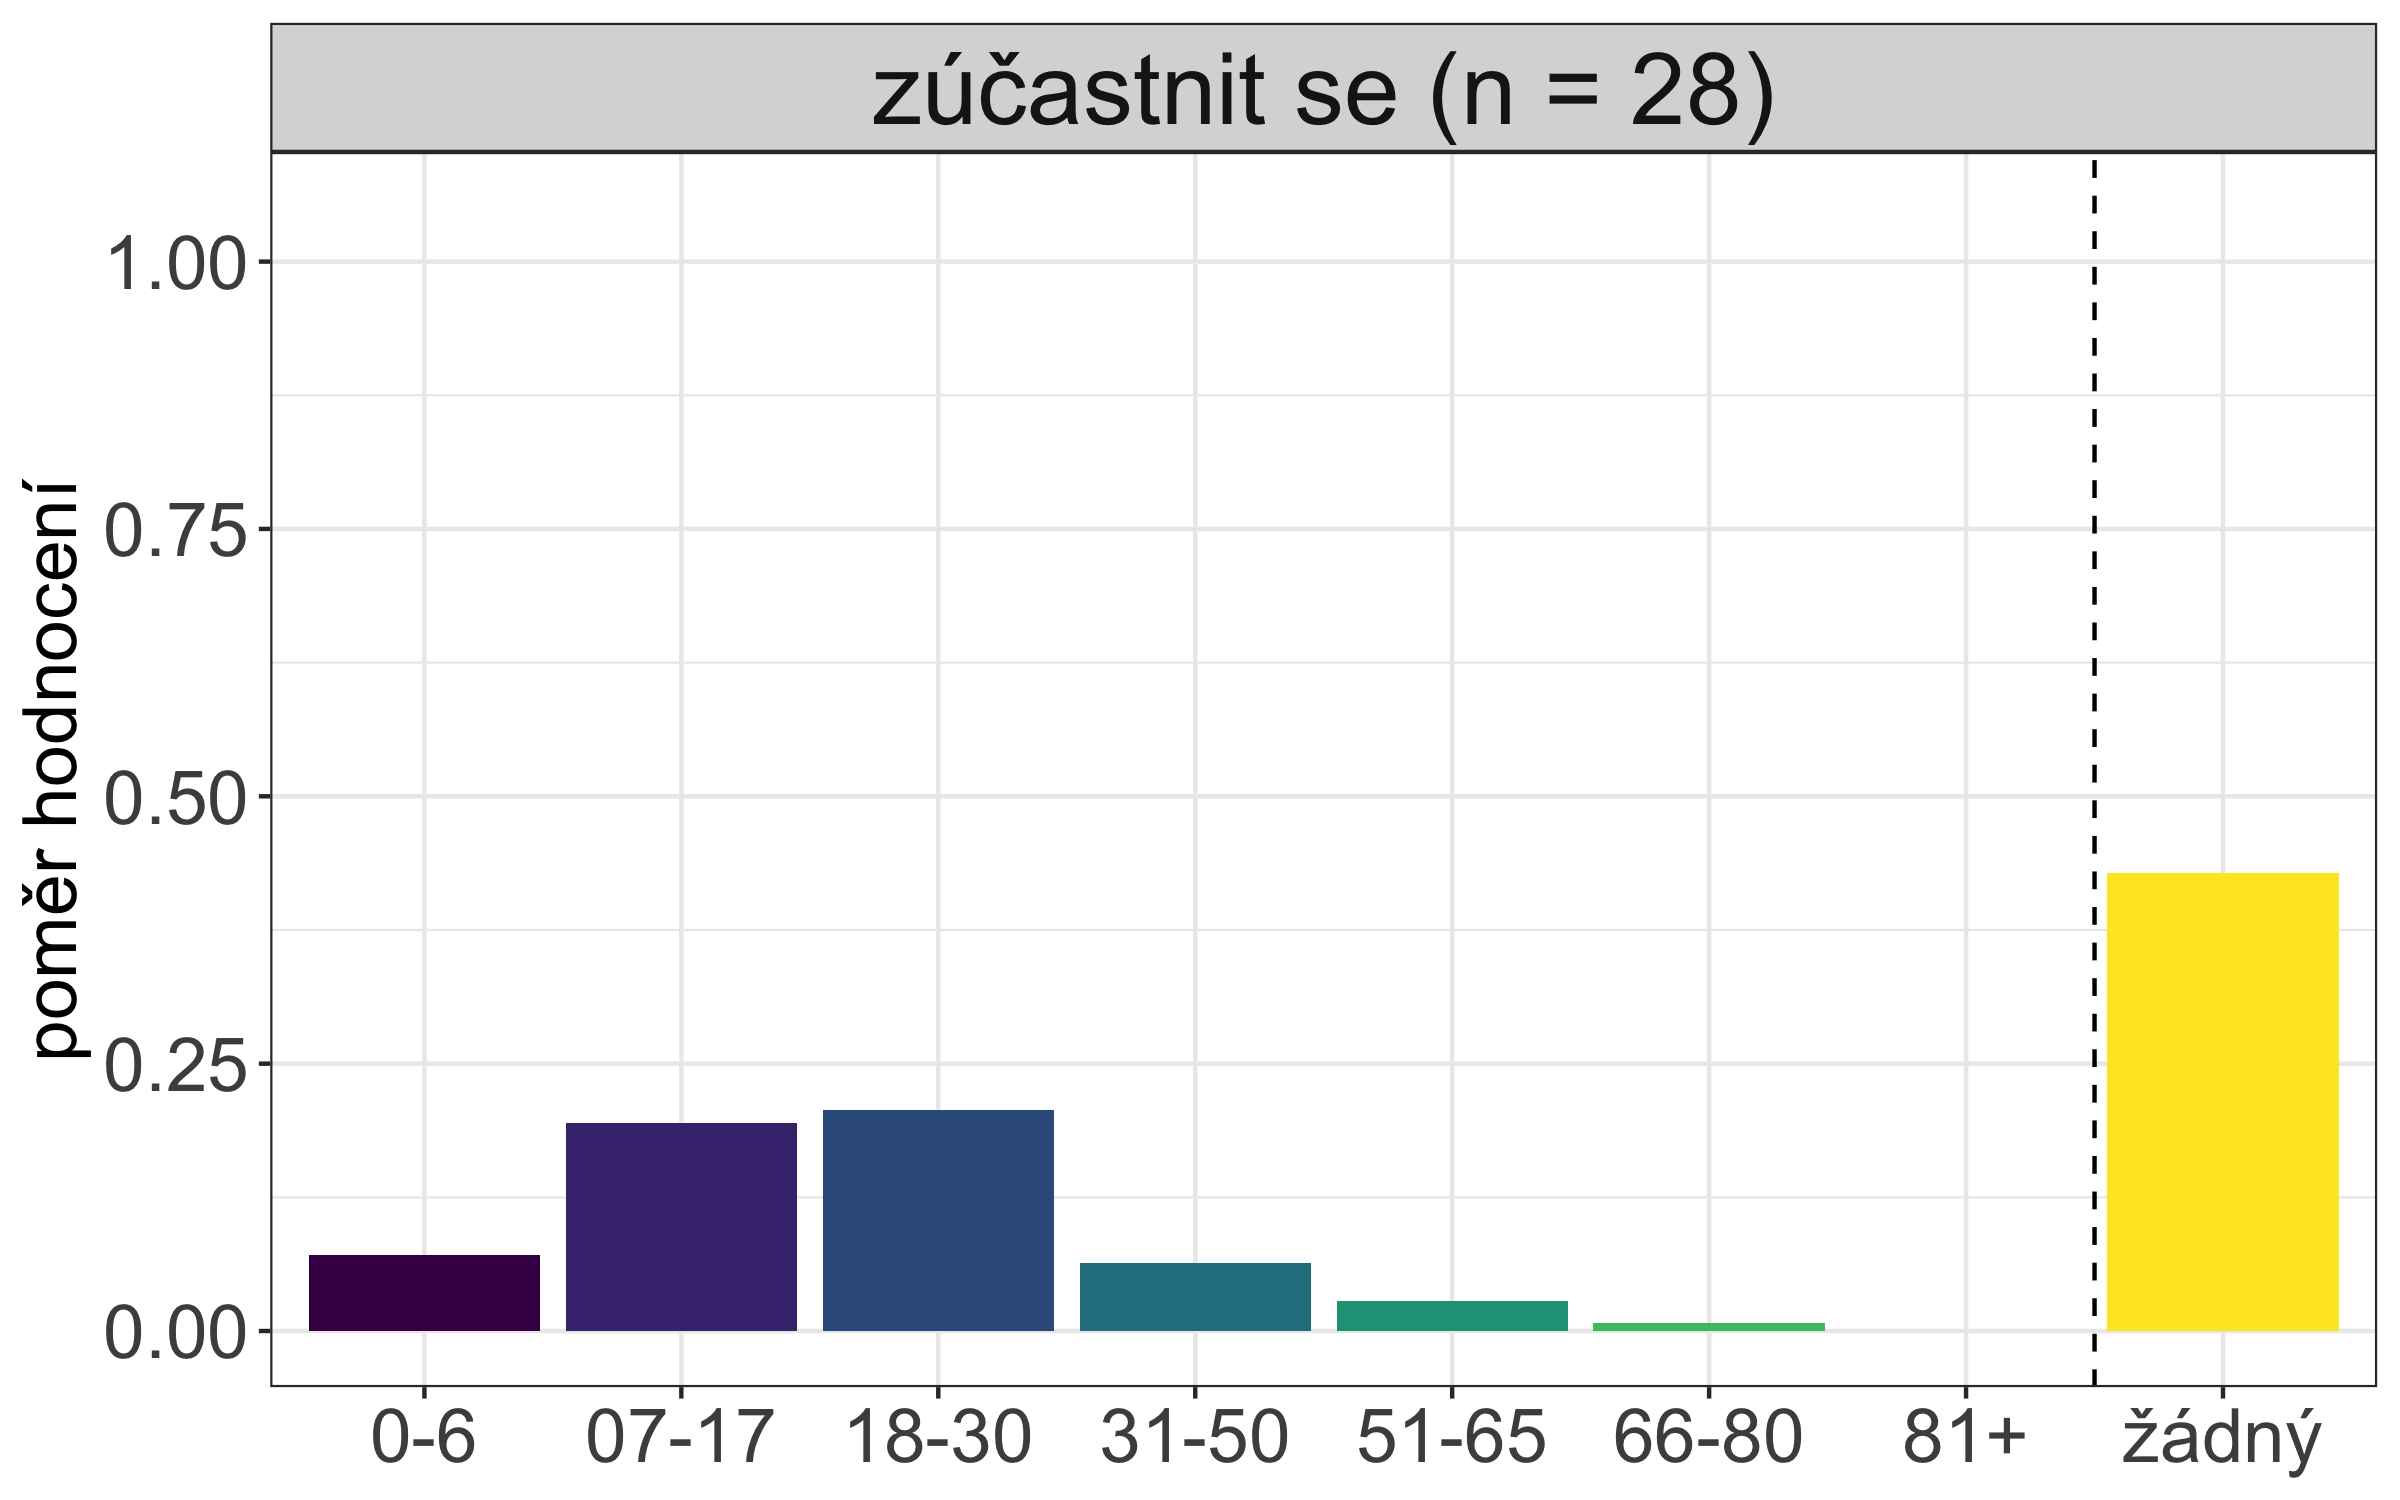 zúčastnit se (n = 28)
poměr hodnocení
1.00
0.75
0.50
0.25
0.00
0-6 07-17 18-30 31-50 51-65 66-80 81+ žádný